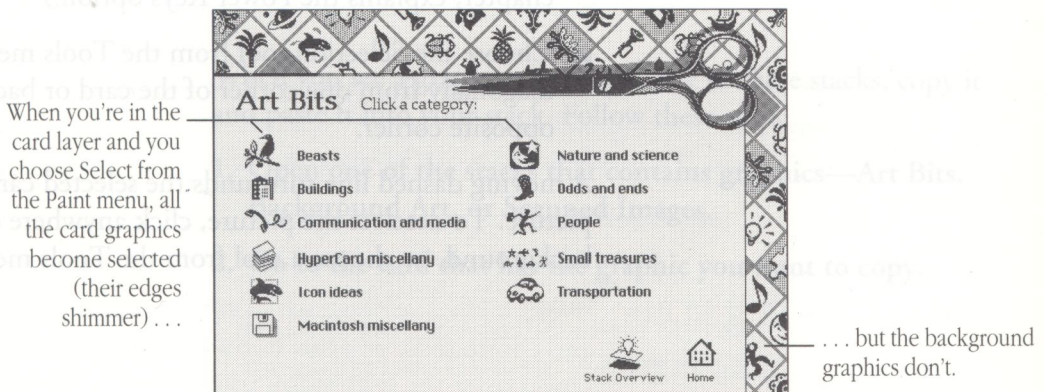 When you're in the
card layer and you
choose Select from
the Paint menu, all
the card graphics
become selected
(their edges
shimmer) . . .
Art Bits Click a category:
Beasts
Buildings
Communication and media
HyperCard miscellany
Icon ideas
Macintosh miscellany
Nature and science
Odds and ends
People
Small treasures
Transportation
Stack Overview
Home
. . . but the background
graphics don't.